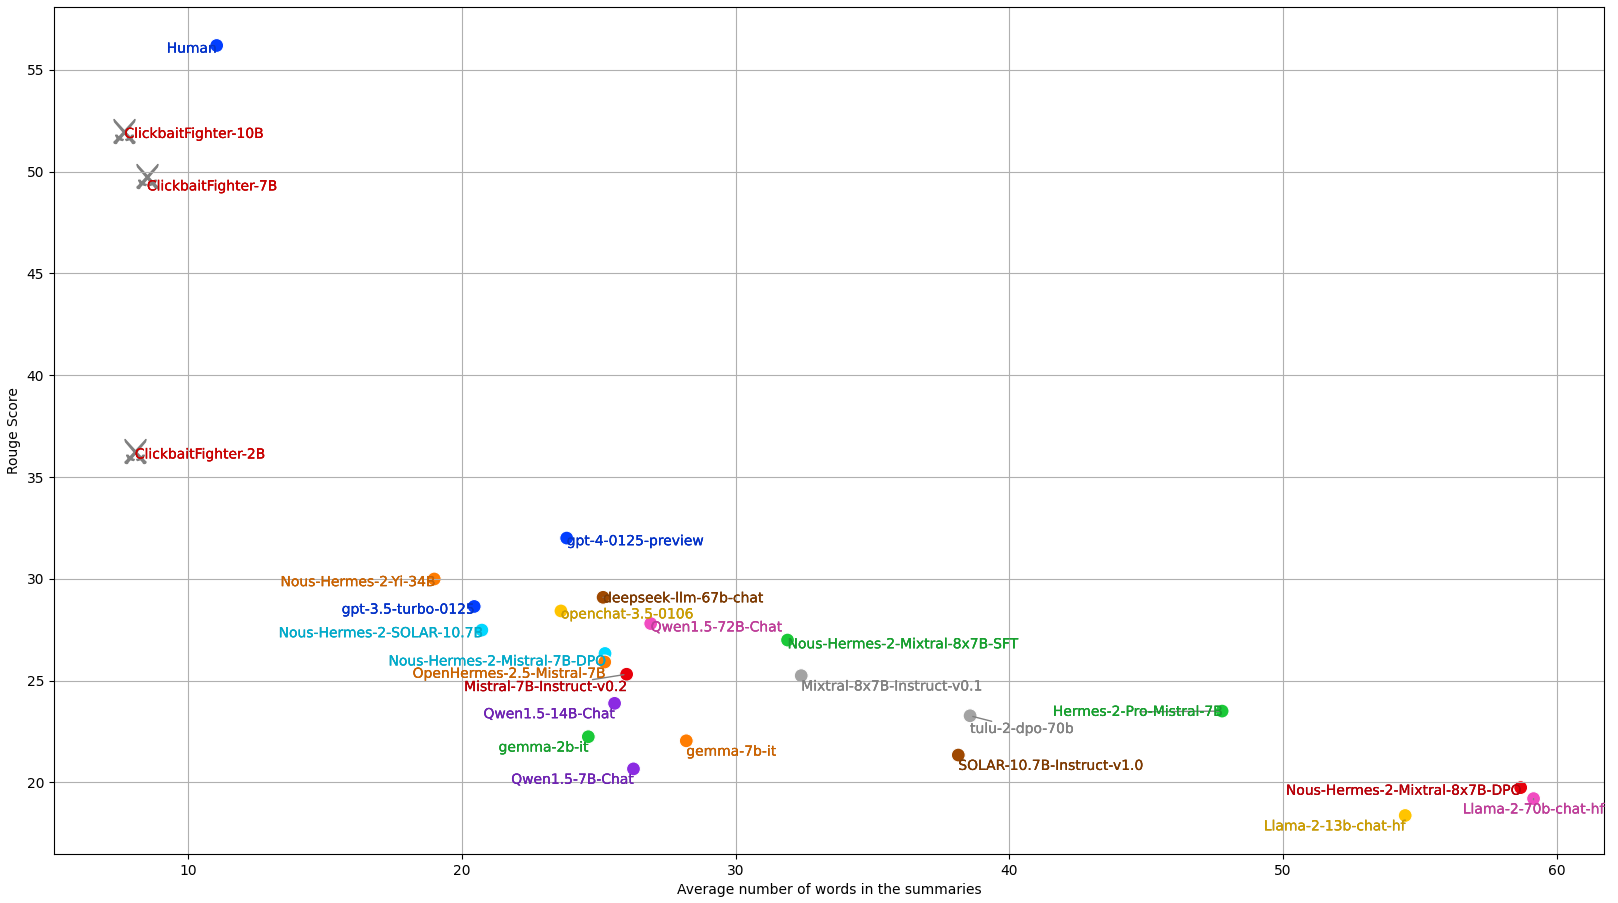 Human
55
ClickbaitFighter-10B
50
ClickbaitFighter-7B
45
40
Rouge Score
ClickbaitFighter-2B
35
gpt-4-0125-preview
30
Nous-Hermes-2-Yi-34B
deepseek-llm-67b-chat
gpt-3.5-turbo-0125
openchat-3.5-0106
Qwen1.5-72B-Chat
Nous-Hermes-2-SOLAR-10.7B
Nous-Hermes-2-Mixtral-8x7B-SFT
Nous-Hermes-2-Mistral-7B-DPO
OpenHermes-2.5-Mistral-7B
25
Mistral-7B-Instruct-v0.2
Mixtral-8x7B-Instruct-v0.1
Qwen1.5-14B-Chat
Hermes-2-Pro-Mistral-7B
tulu-2-dpo-70b
gemma-2b-it
gemma-7b-it
SOLAR-10.7B-Instruct-v1.0
Qwen1.5-7B-Chat
20
Nous-Hermes-2-Mixtral-8x7B-DPO
Llama-2-70b-chat-hf
Llama-2-13b-chat-hf
10
20
30
40
50
60
Average number of words in the summaries